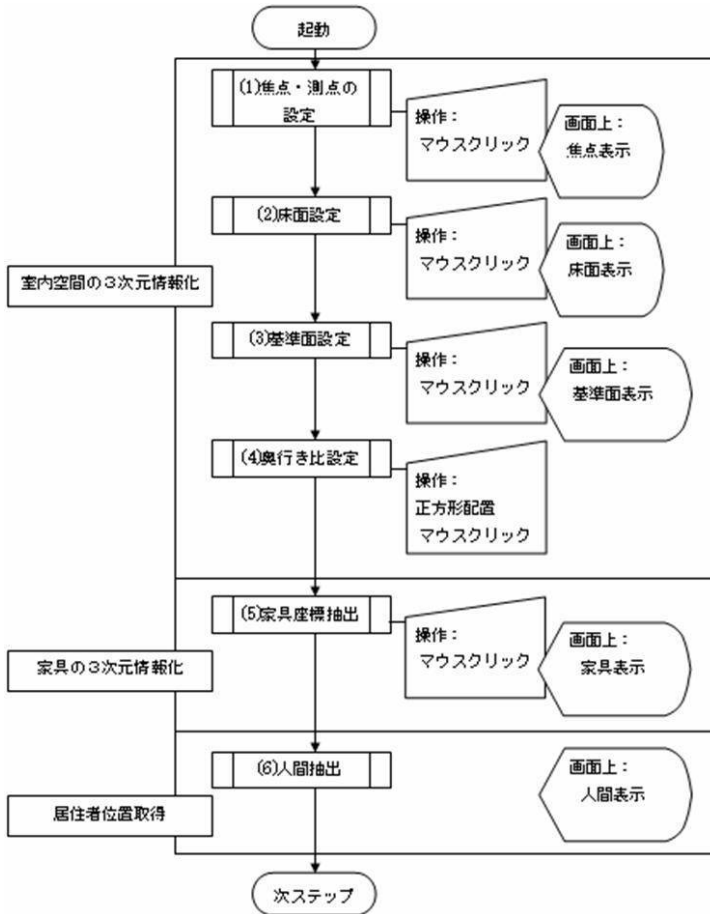 起動
(1)焦点・測点の
設定
操作：
マウスクリック
画面上：
焦点表示
(2)床面設定
操作：
マウスクリック
画面上：
床面表示
室内空間の３次元情報化
(3)基準面設定
操作：
マウスクリック
画面上：
基準面表示
(4)奥行き比設定
操作：
正方形配置
マウスクリック
(5)家具座標抽出
操作：
マウスクリック
画面上：
家具表示
家具の３次元情報化
(6)人間抽出
画面上：
人間表示
居住者位置取得
次ステップ